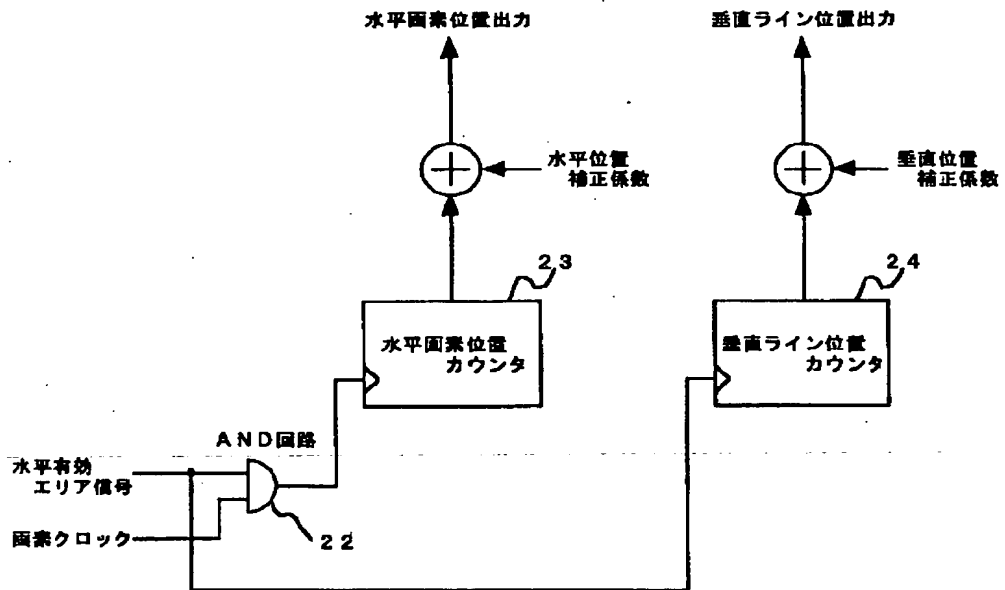 水平画素位置出力
垂直ライン位置出力
水平位置
補正係数
垂直位置
補正係数
23
24
水平画素位置
カウンタ
垂直ライン位置
カウンタ
AND回路
水平有効
エリア信号
画素クロック
22